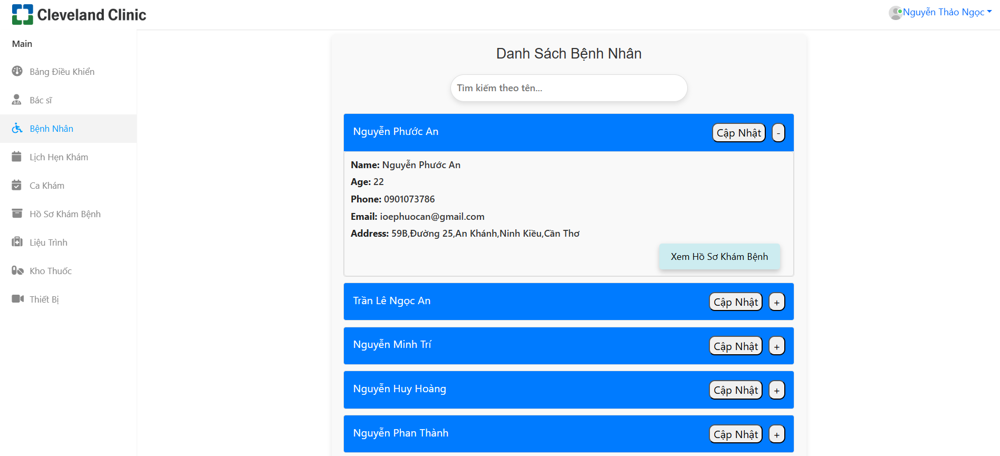 Cleveland Clinic
Nguyễn Thảo Ngọc
Main
Bảng Điều Khiển
Bác sĩ
Bệnh Nhân
Lịch Hẹn Khám
Ca Khám
Hồ Sơ Khám Bệnh
Liệu Trình
Kho Thuốc
Thiết Bị
Danh Sách Bệnh Nhân
Tìm kiếm theo tên...
Nguyễn Phước An Cập Nhật -
Name: Nguyễn Phước An
Age: 22
Phone: 0901073786
Email: ioephuocan@gmail.com
Address: 59B,Đường 25,An Khánh,Ninh Kiều,Cần Thơ
Xem Hồ Sơ Khám Bệnh
Trần Lê Ngọc An Cập Nhật +
Nguyễn Minh Trí Cập Nhật +
Nguyễn Huy Hoàng Cập Nhật +
Nguyễn Phan Thành Cập Nhật +